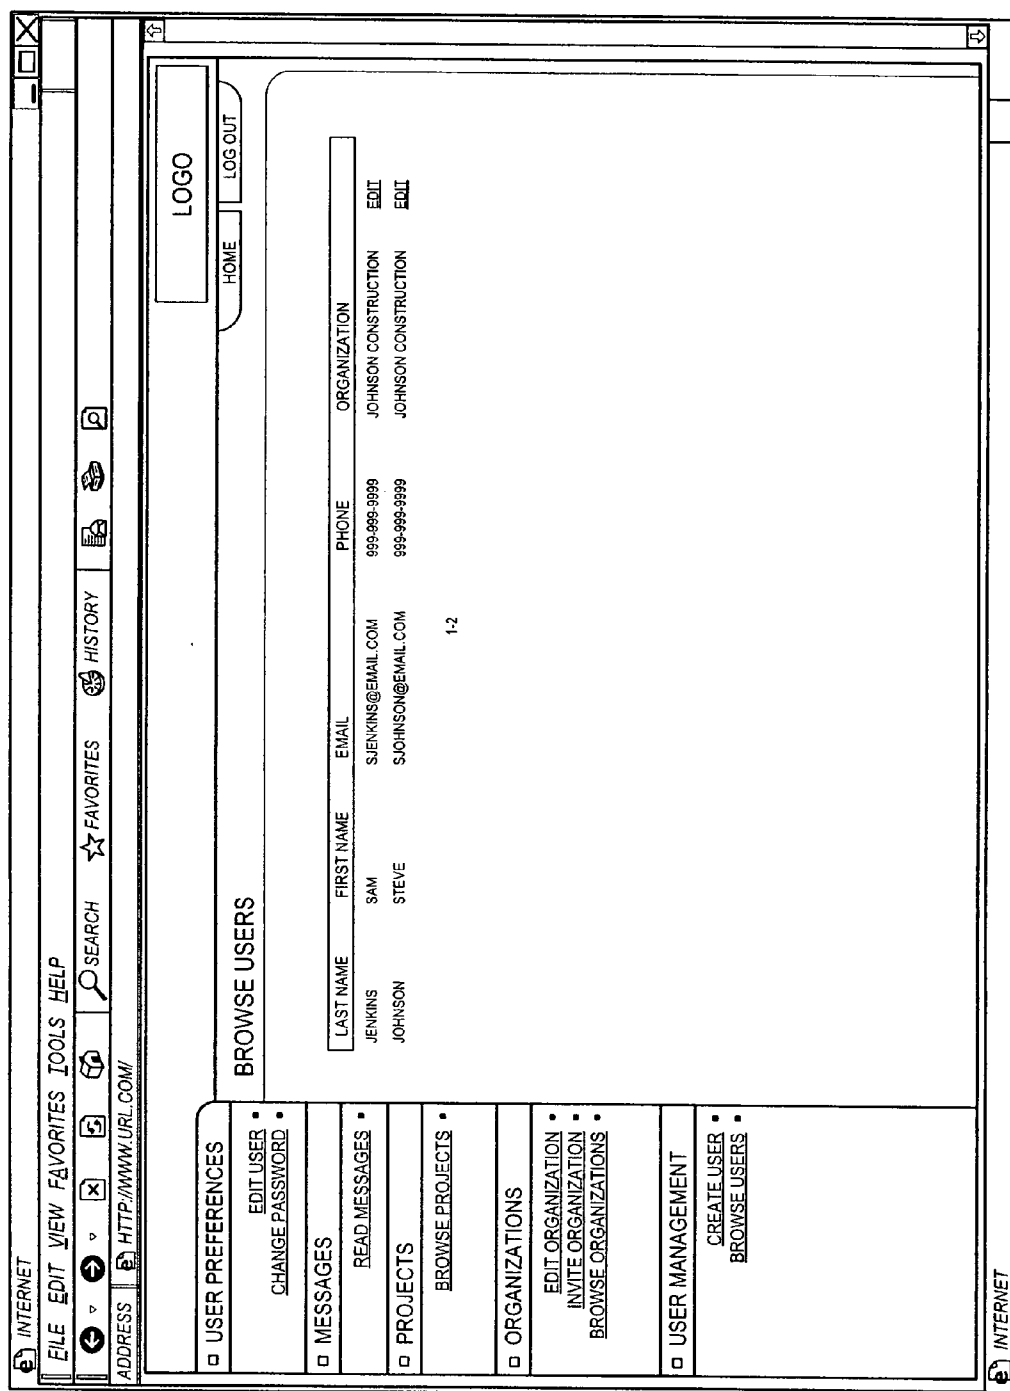 INTERNET
FILE EDIT VIEW FAVORITES TOOLS HELP
SEARCH FAVORITES HISTORY
ADDRESS HTTP://WWW.URL.COM/
LOGO
HOME LOG OUT
USER PREFERENCES
EDIT USER
CHANGE PASSWORD
MESSAGES
READ MESSAGES
PROJECTS
BROWSE PROJECTS
ORGANIZATIONS
EDIT ORGANIZATION
INVITE ORGANIZATION
BROWSE ORGANIZATIONS
USER MANAGEMENT
CREATE USER
BROWSE USERS
BROWSE USERS
LAST NAME FIRST NAME EMAIL PHONE ORGANIZATION
JENKINS SAM SJENKINS@EMAIL.COM 999-999-9999 JOHNSON CONSTRUCTION EDIT
JOHNSON STEVE SJOHNSON@EMAIL.COM 999-999-9999 JOHNSON CONSTRUCTION EDIT
1-2
INTERNET